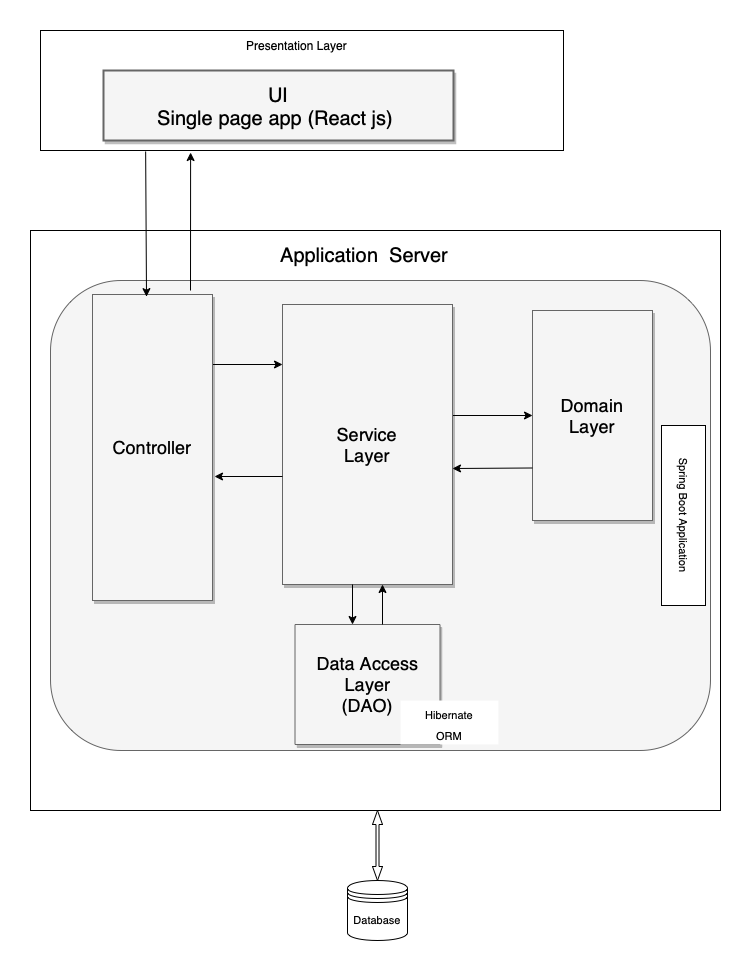 Presentation Layer
UI
Single page app (React js)
Application Server
Controller
Service
Layer
Domain
Layer
Spring Boot Application
Data Access
Layer
(DAO)
Hibernate
ORM
Database